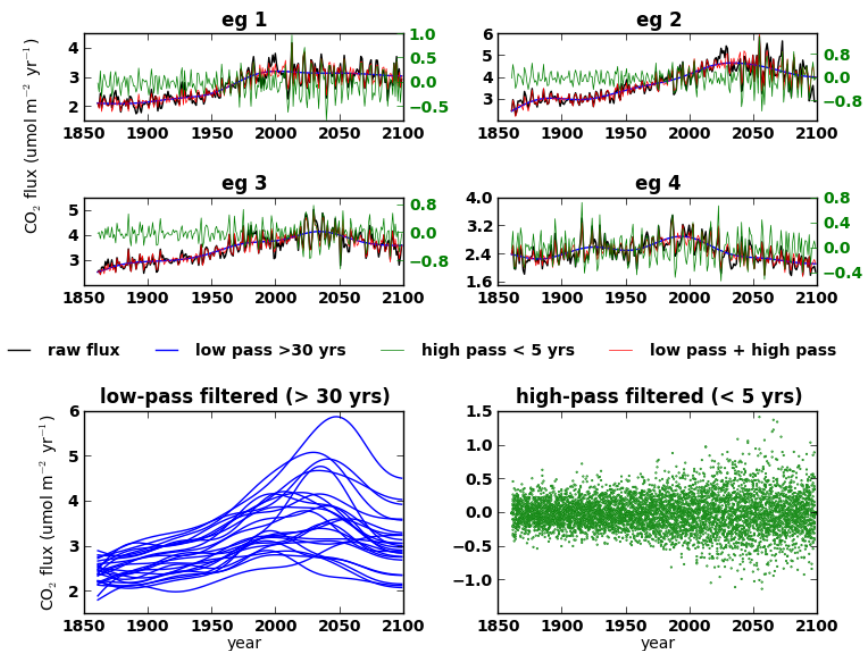 eg 1
eg 2
CO₂ flux (umol m⁻² yr⁻¹)
4
3
2
1.0
0.5
0.0
−0.5
1850 1900 1950 2000 2050 2100
6
5
4
3
0.8
0.0
−0.8
1850 1900 1950 2000 2050 2100
eg 3
eg 4
5
4
3
0.8
0.0
−0.8
1850 1900 1950 2000 2050 2100
4.0
3.2
2.4
1.6
0.8
0.4
0.0
−0.4
1850 1900 1950 2000 2050 2100
raw flux low pass >30 yrs high pass < 5 yrs low pass + high pass
low-pass filtered (> 30 yrs)
high-pass filtered (< 5 yrs)
CO₂ flux (umol m⁻² yr⁻¹)
6
5
4
3
2
1850 1900 1950 2000 2050 2100
year
1.5
1.0
0.5
0.0
−0.5
−1.0
1850 1900 1950 2000 2050 2100
year